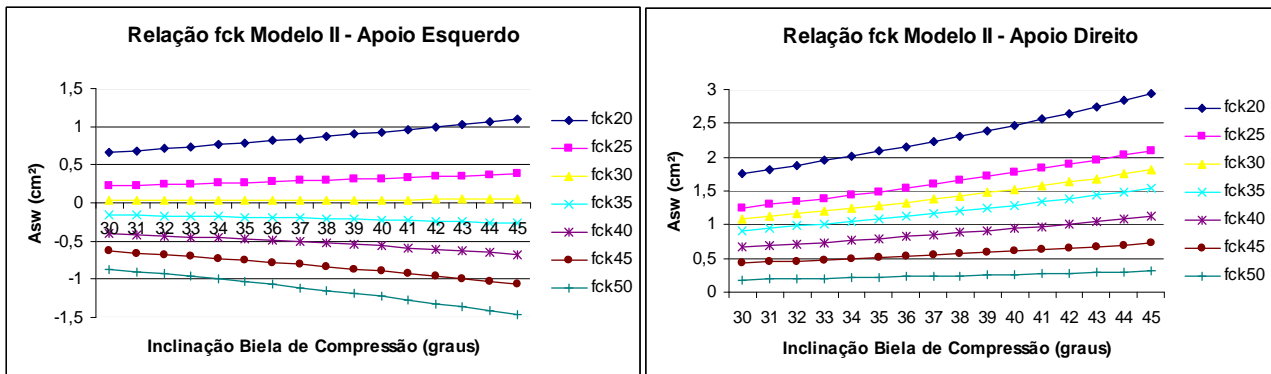 Relação fck Modelo II - Apoio Esquerdo
Asw (cm²)
1,5
1
0,5
0
-0,5
-1
-1,5
30 31 32 33 34 35 36 37 38 39 40 41 42 43 44 45
Inclinação Biela de Compressão (graus)
fck20
fck25
fck30
fck35
fck40
fck45
fck50
Relação fck Modelo II - Apoio Direito
Asw (cm²)
3
2,5
2
1,5
1
0,5
0
30 31 32 33 34 35 36 37 38 39 40 41 42 43 44 45
Inclinação Biela de Compressão (graus)
fck20
fck25
fck30
fck35
fck40
fck45
fck50